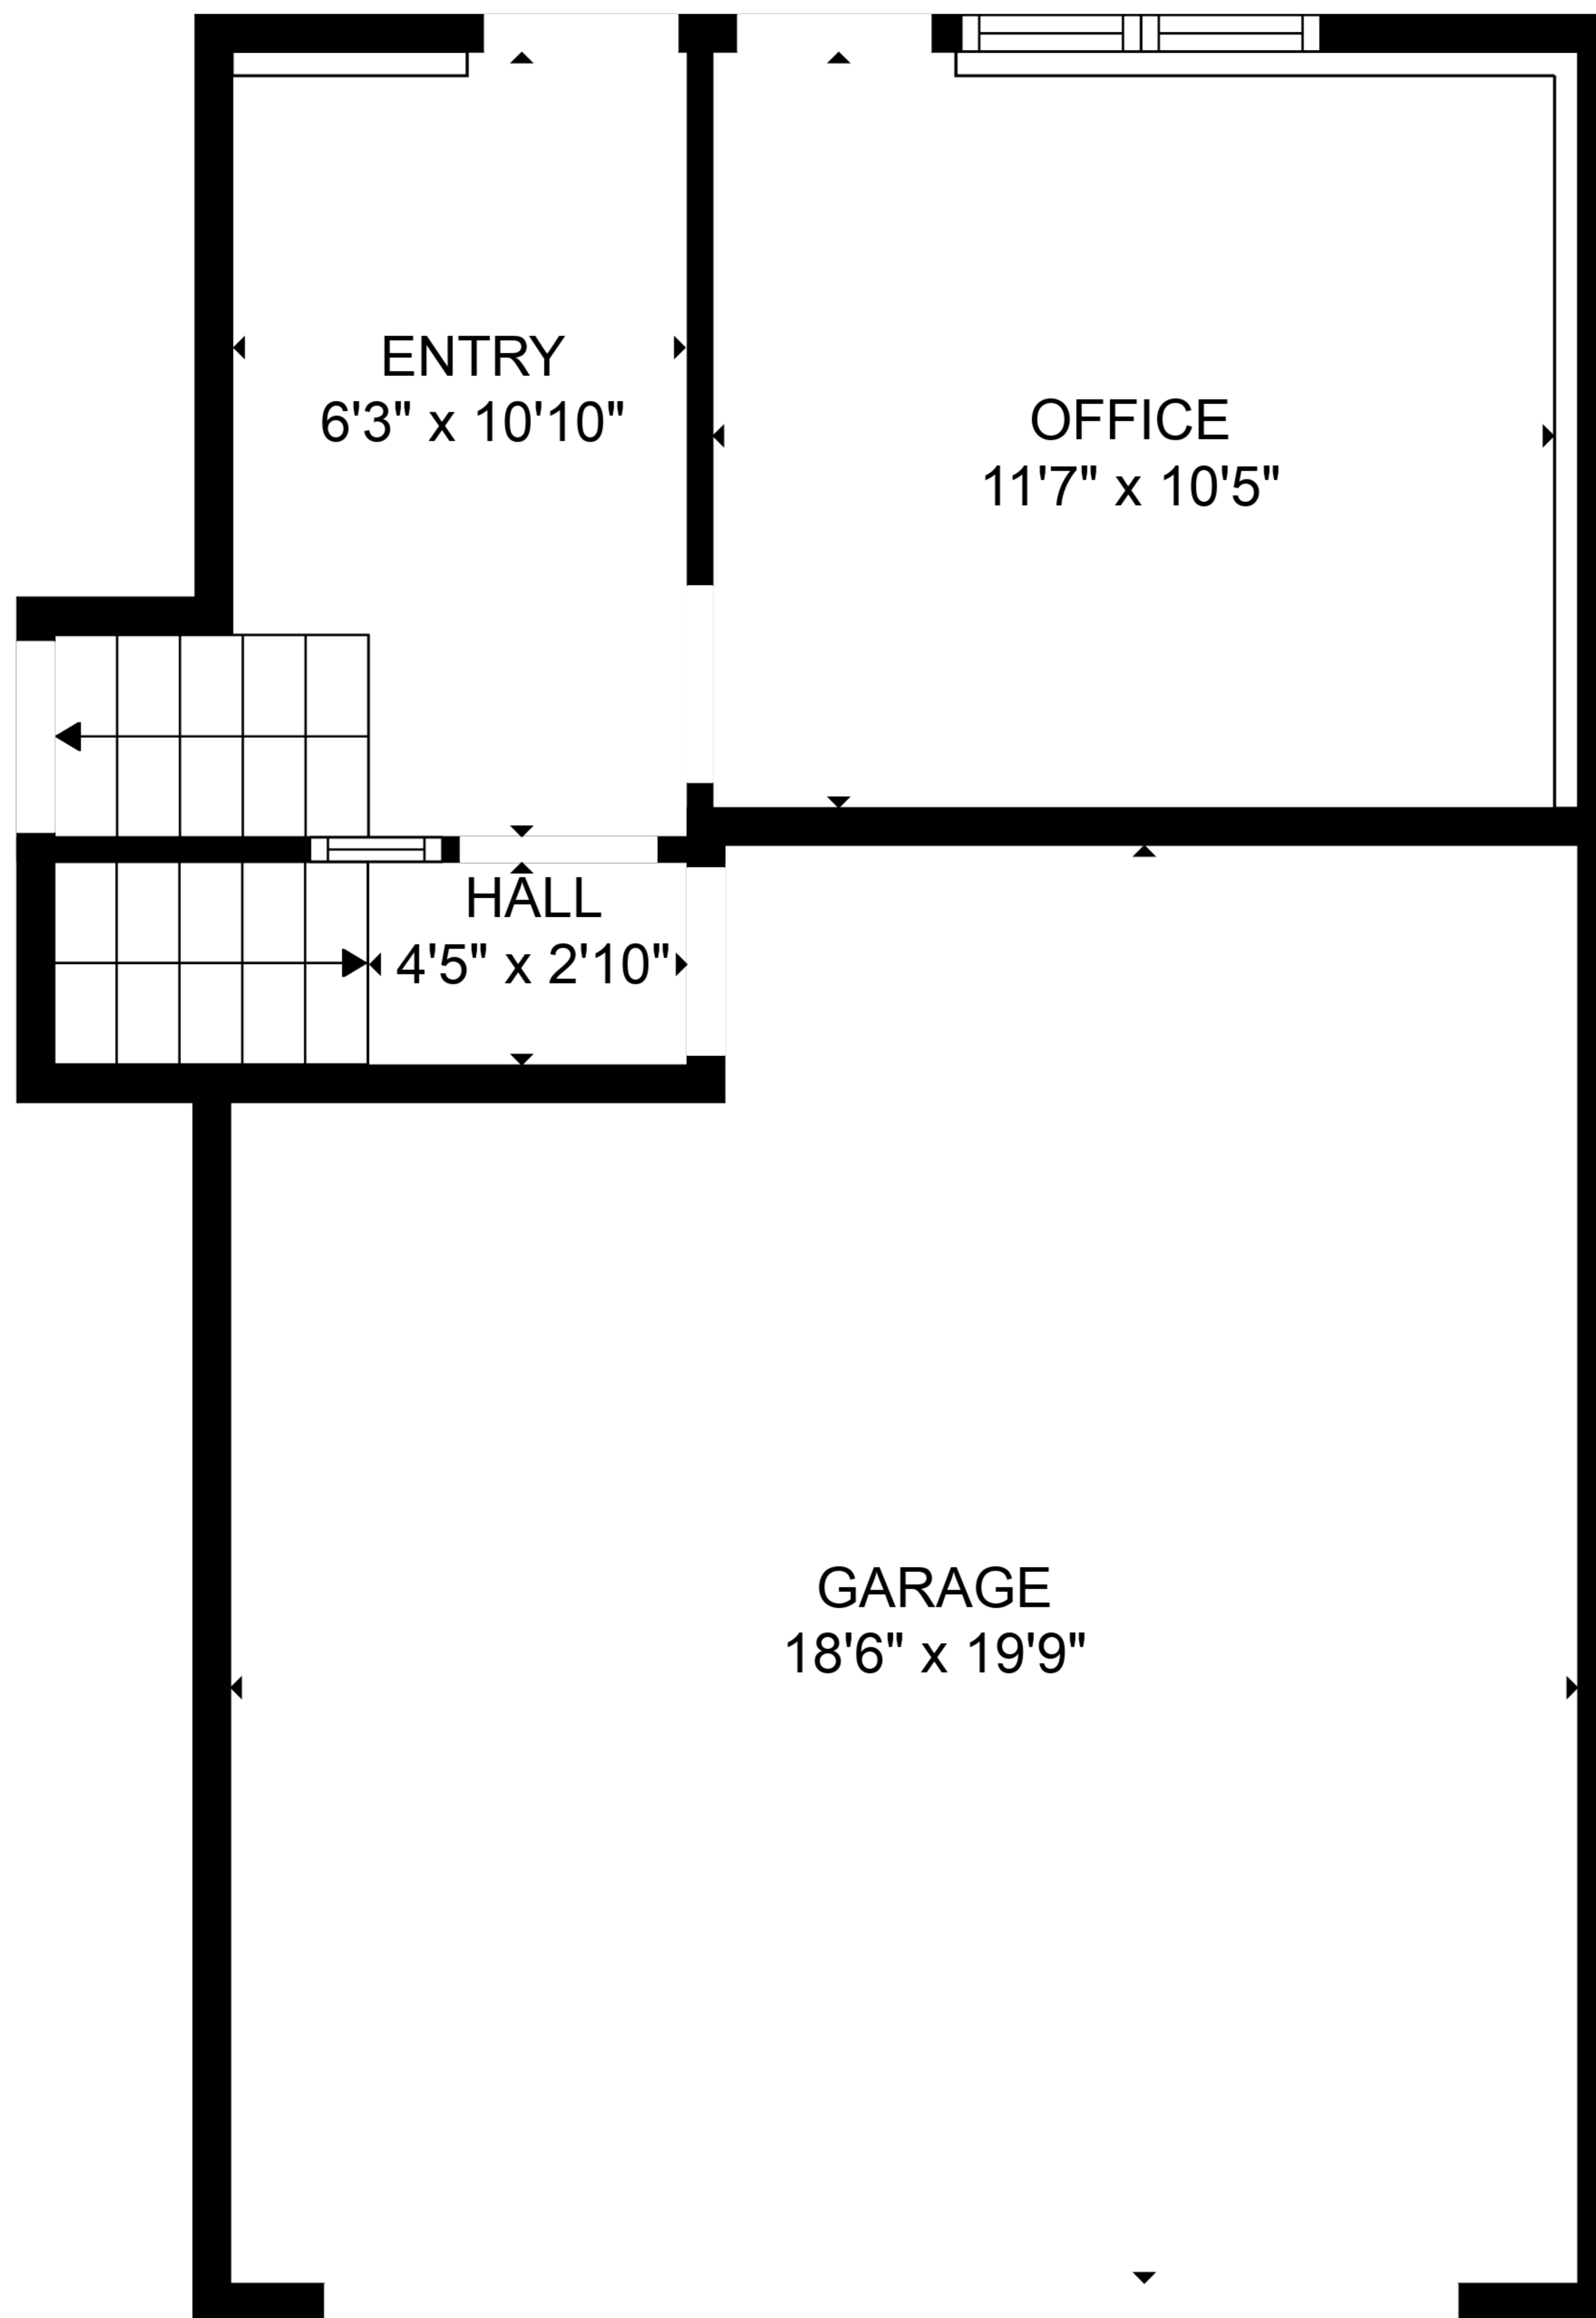 ENTRY
6'3" x 10'10"
OFFICE
11'7" x 10'5"
HALL
4'5" x 2'10"
GARAGE
18'6" x 19'9"